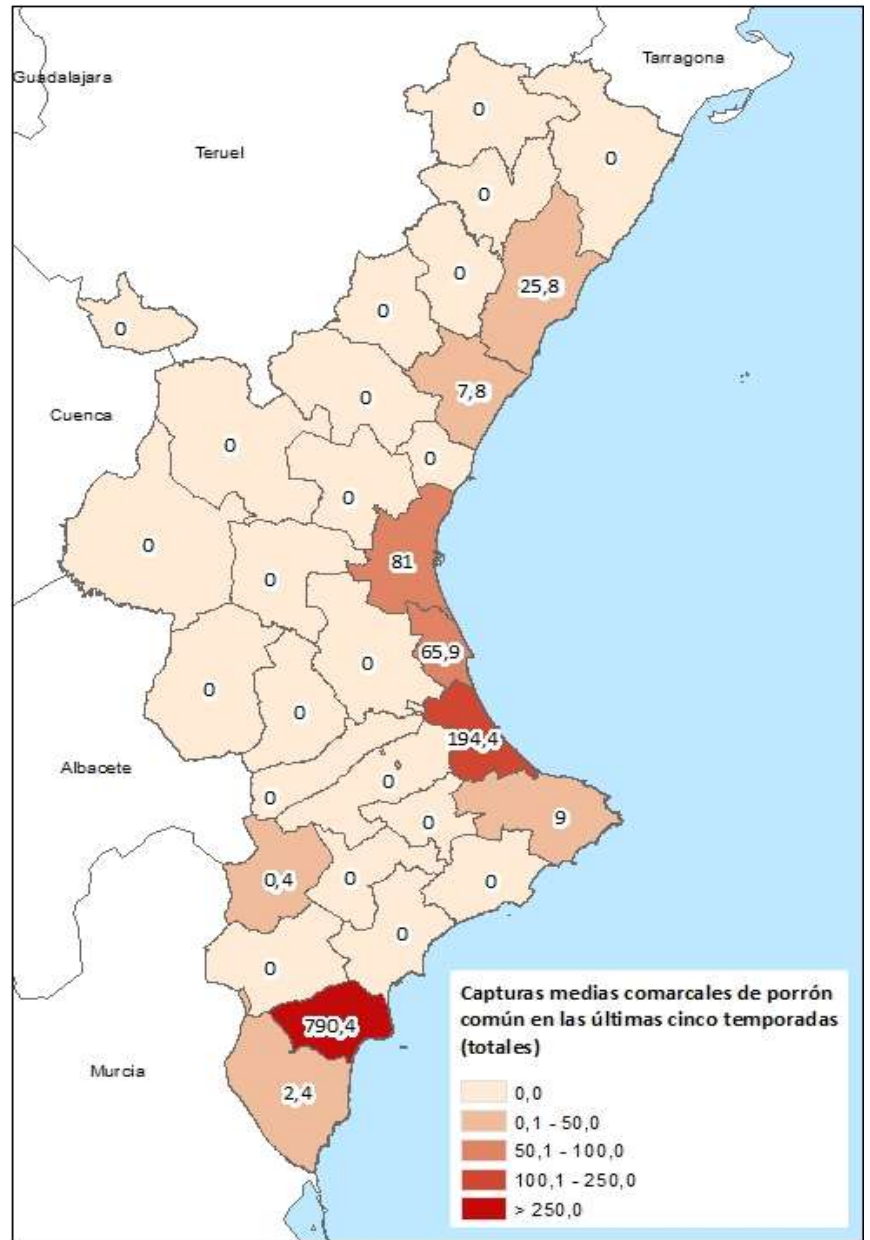 Tarragona
Guadalajara
0
Teruel
0
0
0
25,8
0
0
Cuenca
7,8
0
0
0
0
0
81
0
65,9
0
0
0
194,4
Albacete
0
0
9
0
0,4
0
0
0
0
790,4
Murcia
2,4
Capturas medias comarcales de porrón
común en las últimas cinco temporadas
(totales)
0,0
0,1 - 50,0
50,1 - 100,0
100,1 - 250,0
> 250,0